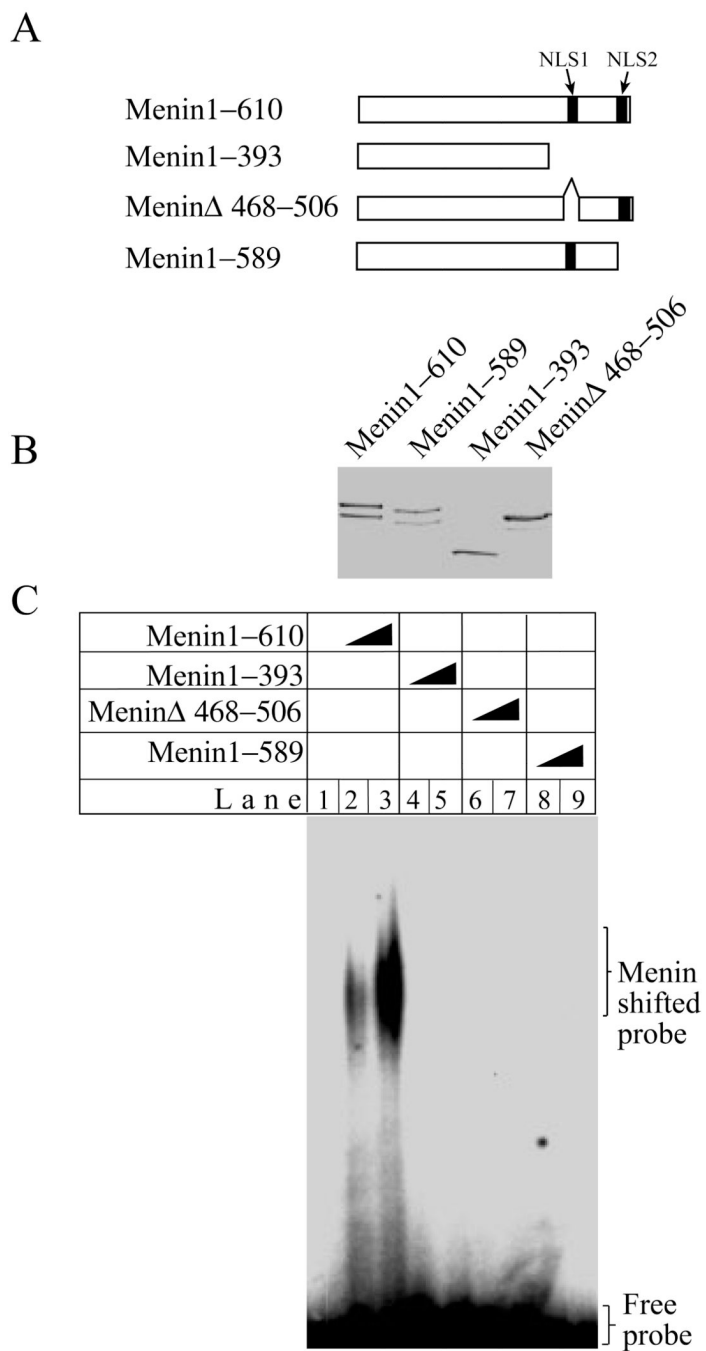 A
NLS1 NLS2
Menin1–610
Menin1–393
MeninΔ 468–506
Menin1–589
B
Menin1–610
Menin1–589
Menin1–393
MeninΔ 468–506
C
Menin1–610
Menin1–393
MeninΔ 468–506
Menin1–589
Lane 1 2 3 4 5 6 7 8 9
Menin
shifted
probe
Free
probe